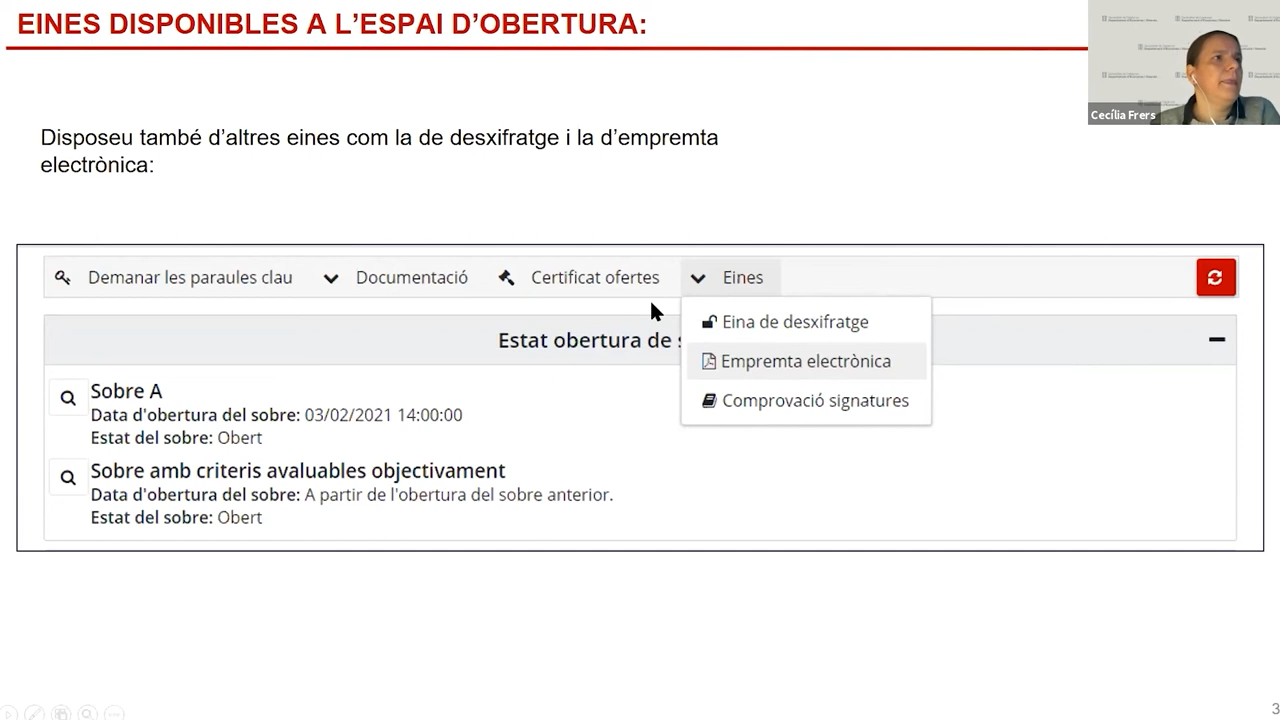 EINES DISPONIBLES A L’ESPAI D’OBERTURA:
Cecília Frers
Disposeu també d’altres eines com la de desxifratge i la d’empremta
electrònica:
Demanar les paraules clau Documentació Certificat ofertes Eines
Eina de desxifratge
Estat obertura de s
Empremta electrònica
Comprovació signatures
Sobre A
Data d'obertura del sobre: 03/02/2021 14:00:00
Estat del sobre: Obert
Sobre amb criteris avaluables objectivament
Data d'obertura del sobre: A partir de l'obertura del sobre anterior.
Estat del sobre: Obert
3